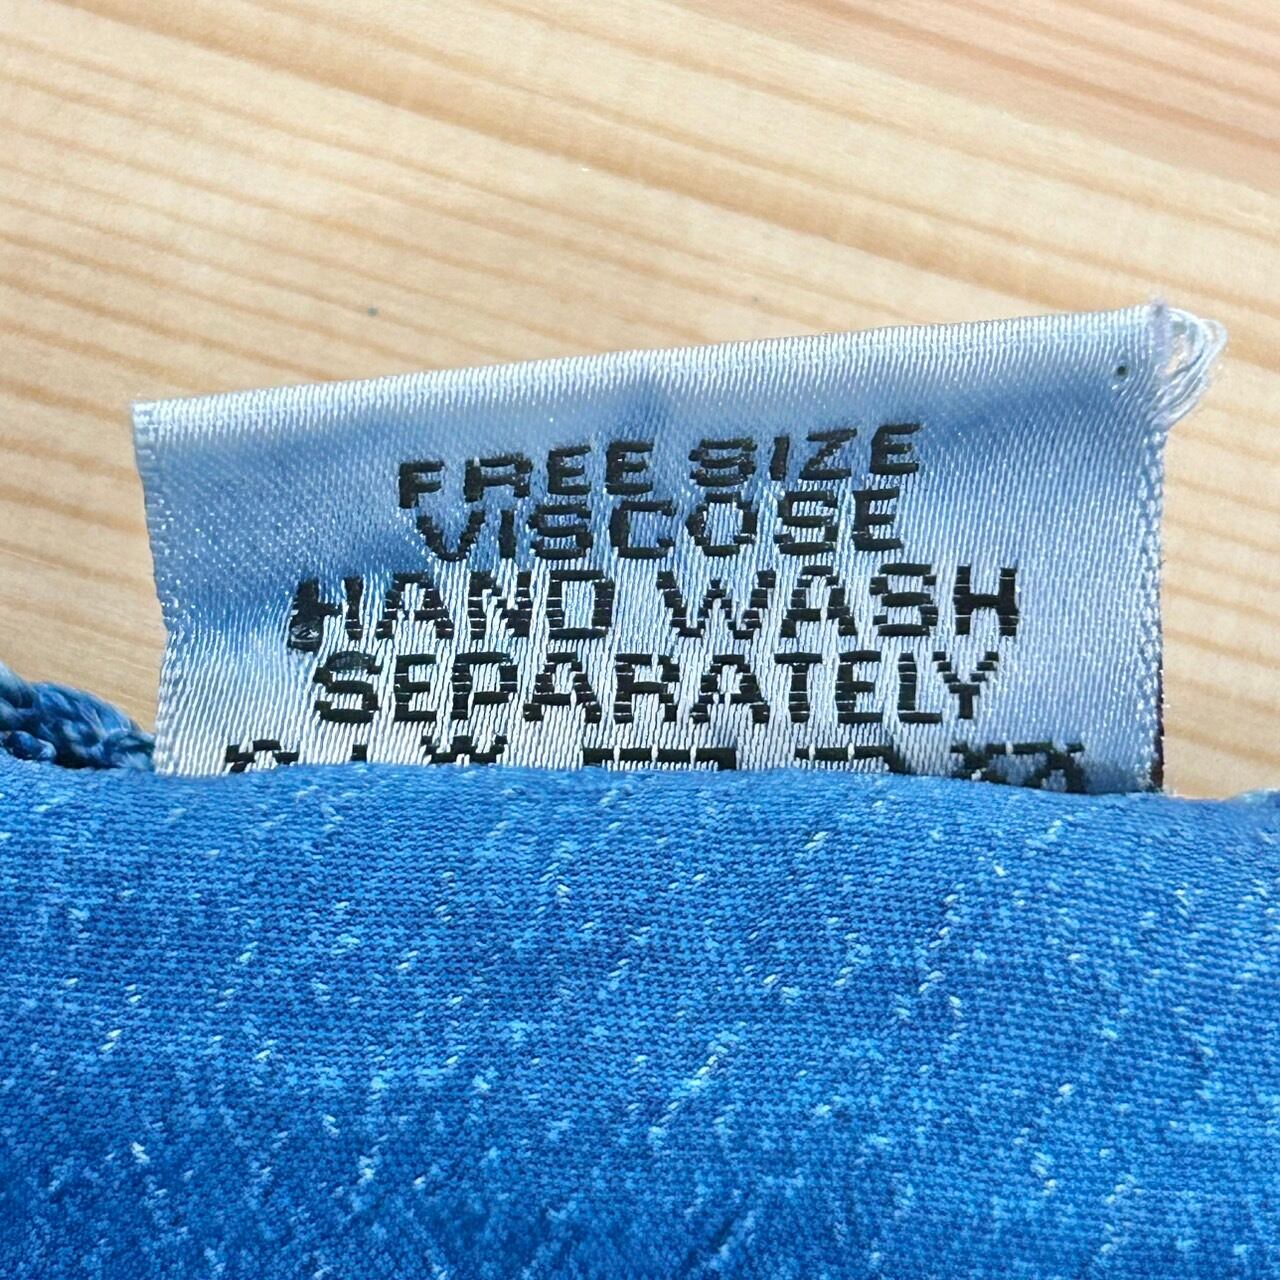 FREE SIZE
VISCOSE
HAND WASH
SEPARATELY